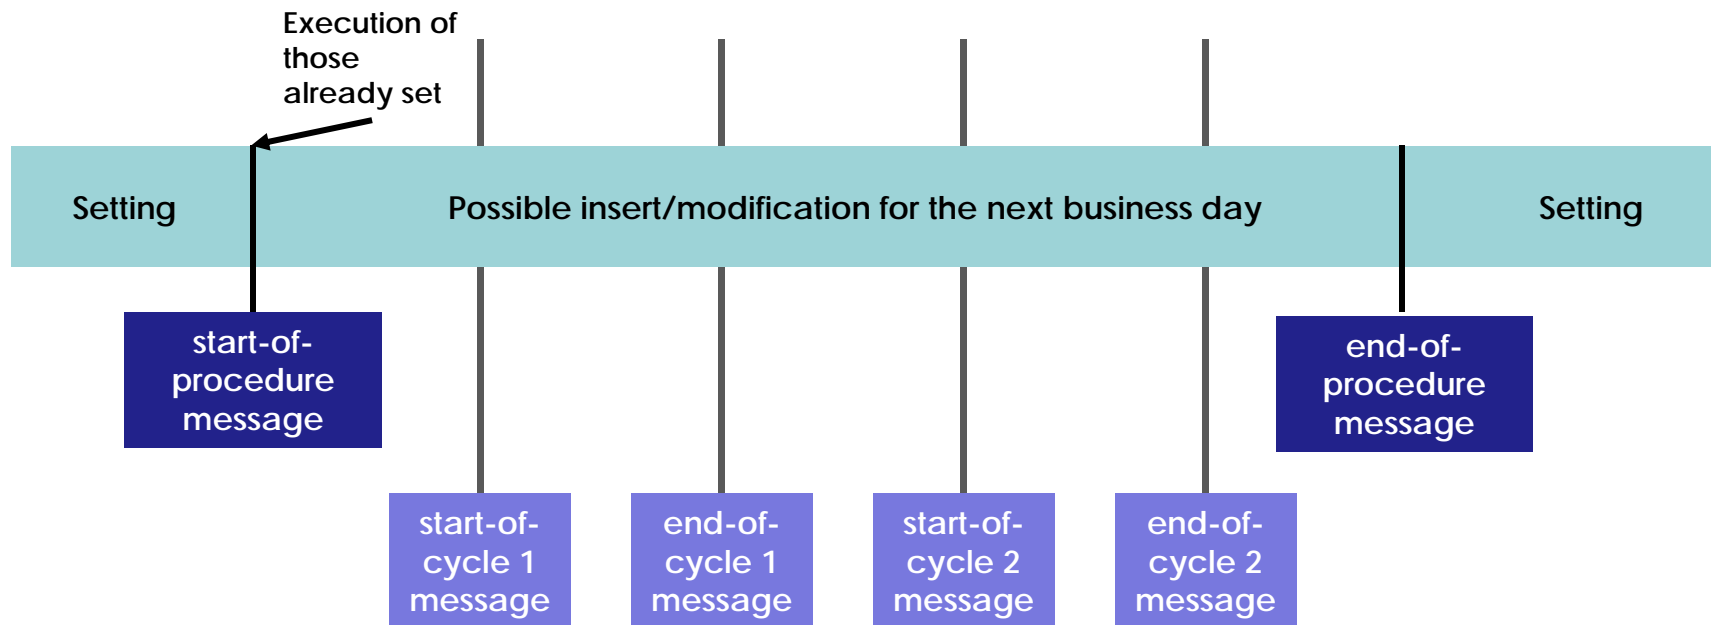 Execution of
those
already set
Setting
Possible insert/modification for the next business day
Setting
start-of-
procedure
message
end-of-
procedure
message
start-of-
cycle 1
message
end-of-
cycle 1
message
start-of-
cycle 2
message
end-of-
cycle 2
message